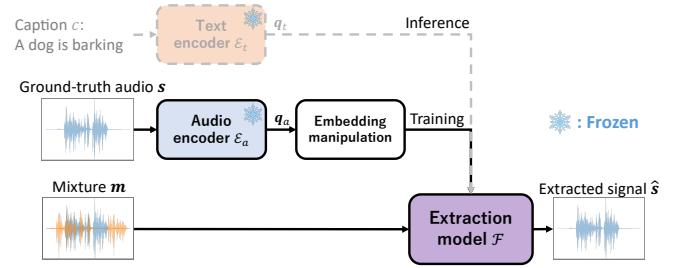 Caption c:
A dog is barking
Text
encoder ℰₜ
qₜ
Inference
Ground-truth audio s
Audio
encoder ℰₐ
qₐ
Embedding
manipulation
Training
: Frozen
Mixture m
Extraction
model ℱ
Extracted signal ŝ